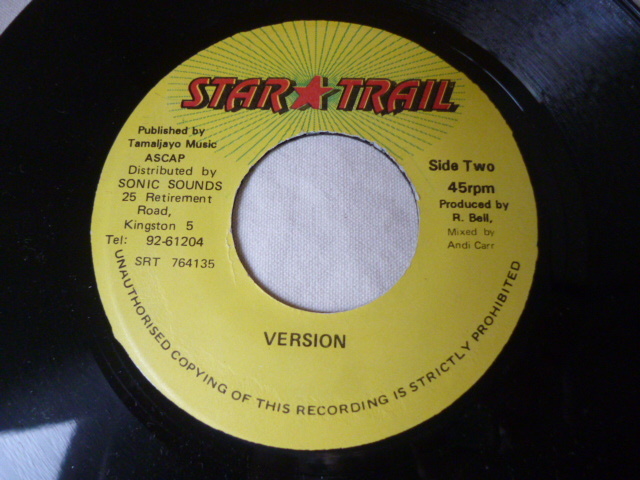 STAR TRAIL
Published by
Tamaljayo Music
ASCAP
Distributed by
SONIC SOUNDS
25 Retirement
Road,
Kingston 5
Tel: 92-61204
SRT 764135
Side Two
45rpm
Produced by
R. Bell,
Mixed by
Andi Carr
VERSION
UNAUTHORISED COPYING OF THIS RECORDING IS STRICTLY PROHIBITED